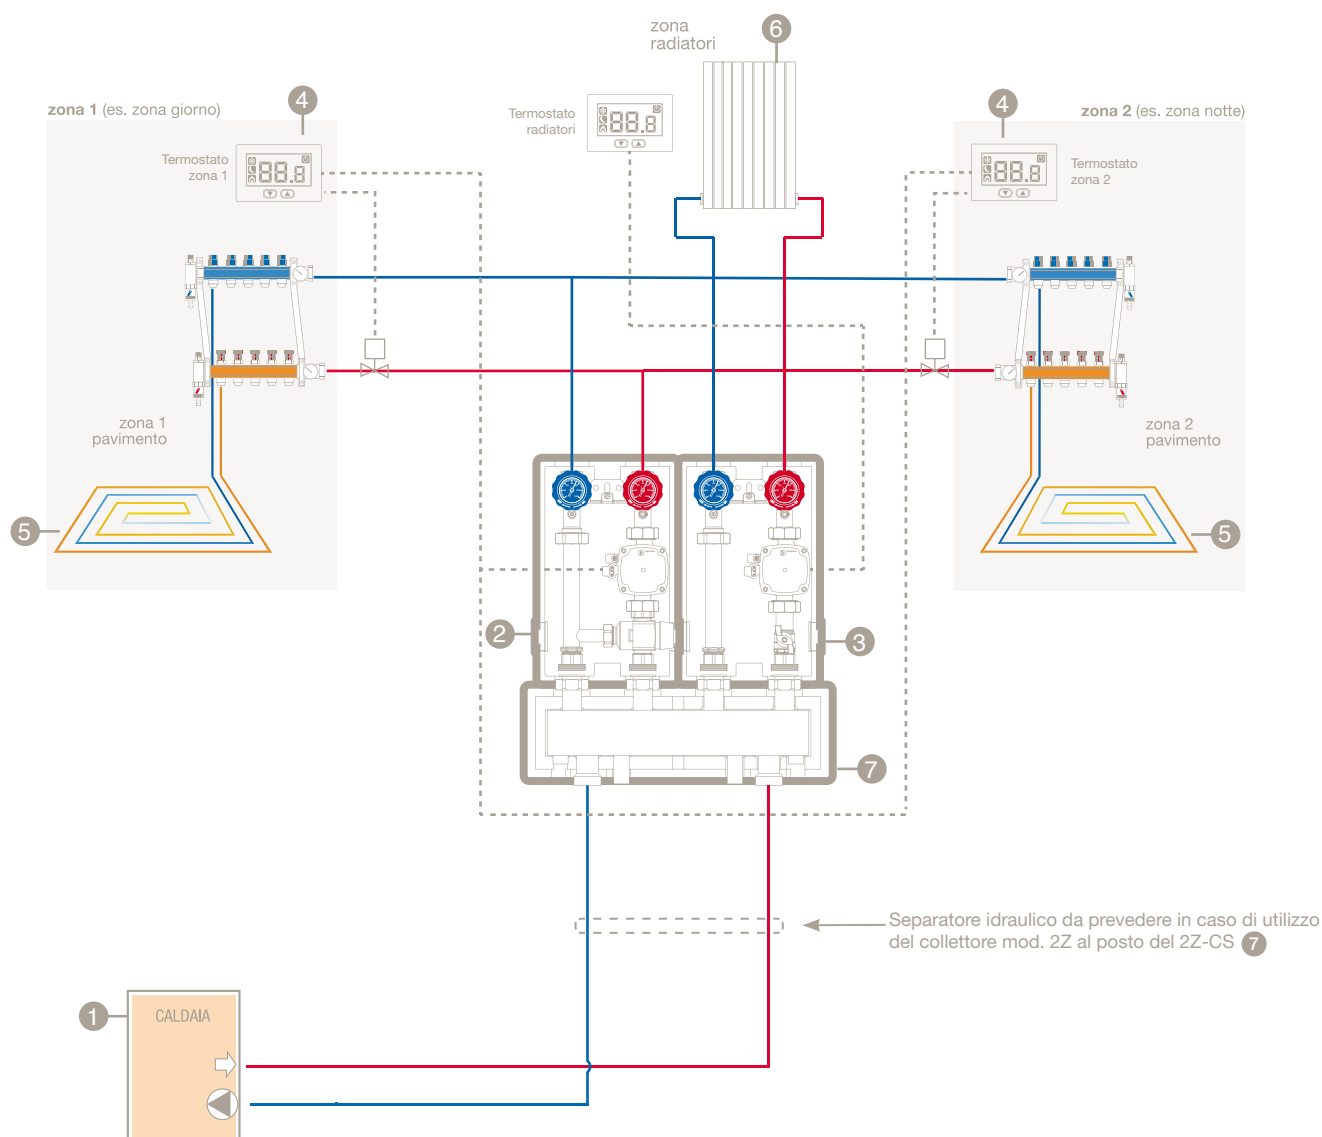 zona
radiatori
6
zona 1 (es. zona giorno)
4
Termostato
radiatori
88.8
4
zona 2 (es. zona notte)
Termostato
zona 1
88.8
88.8
Termostato
zona 2
zona 1
pavimento
zona 2
pavimento
5
5
2
3
7
Separatore idraulico da prevedere in caso di utilizzo
del collettore mod. 2Z al posto del 2Z-CS 7
1
CALDAIA